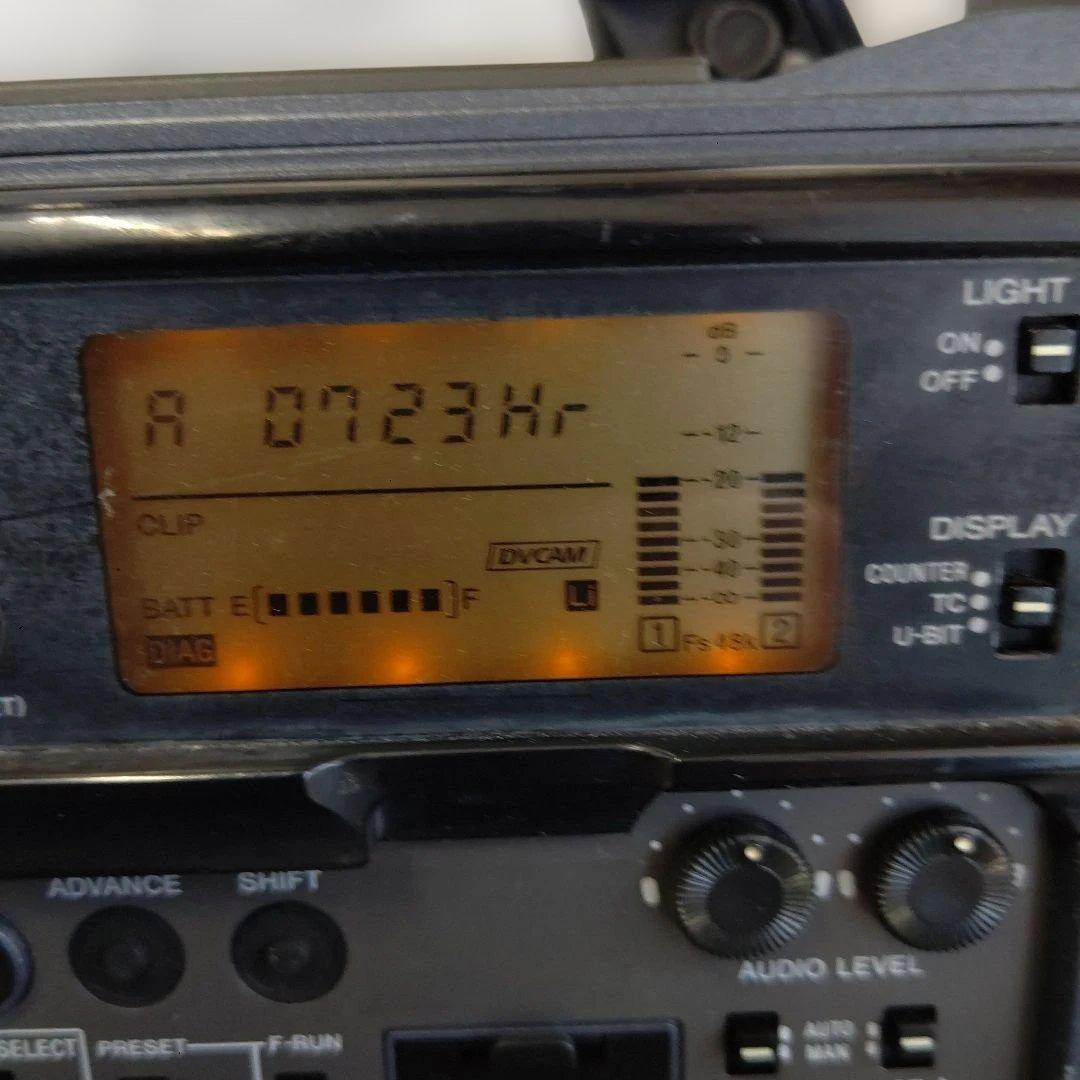 LIGHT
ON
OFF
dB
0
-12
-20
-30
-40
-∞
A 0723Hr
CLIP
DVCAM
BATT E F Li
DIAG
1 Fs 48k 2
DISPLAY
COUNTER
TC
U-BIT
T)
ADVANCE SHIFT
AUDIO LEVEL
AUTO
MAN
SELECT PRESET F-RUN